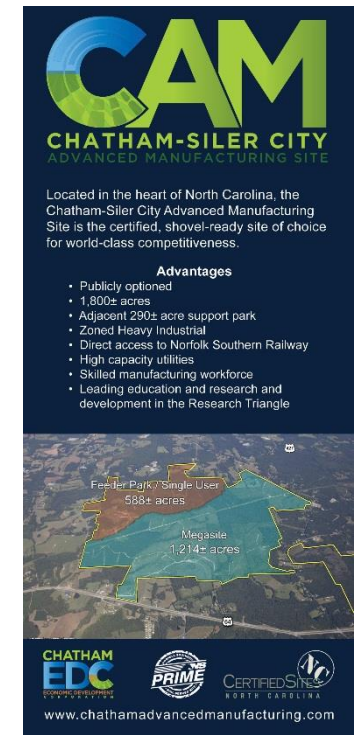 CAM
CHATHAM-SILER CITY
ADVANCED MANUFACTURING SITE
Located in the heart of North Carolina, the
Chatham-Siler City Advanced Manufacturing
Site is the certified, shovel-ready site of choice
for world-class competitiveness.
Advantages
• Publicly optioned
• 1,800± acres
• Adjacent 290± acre support park
• Zoned Heavy Industrial
• Direct access to Norfolk Southern Railway
• High capacity utilities
• Skilled manufacturing workforce
• Leading education and research and
development in the Research Triangle
421
Feeder Park / Single User
588± acres
Megasite
1,214± acres
64
CHATHAM
EDC
ECONOMIC DEVELOPMENT
CORPORATION
NS
PRIME
NC
CERTIFIEDSITES
NORTH CAROLINA
www.chathamadvancedmanufacturing.com